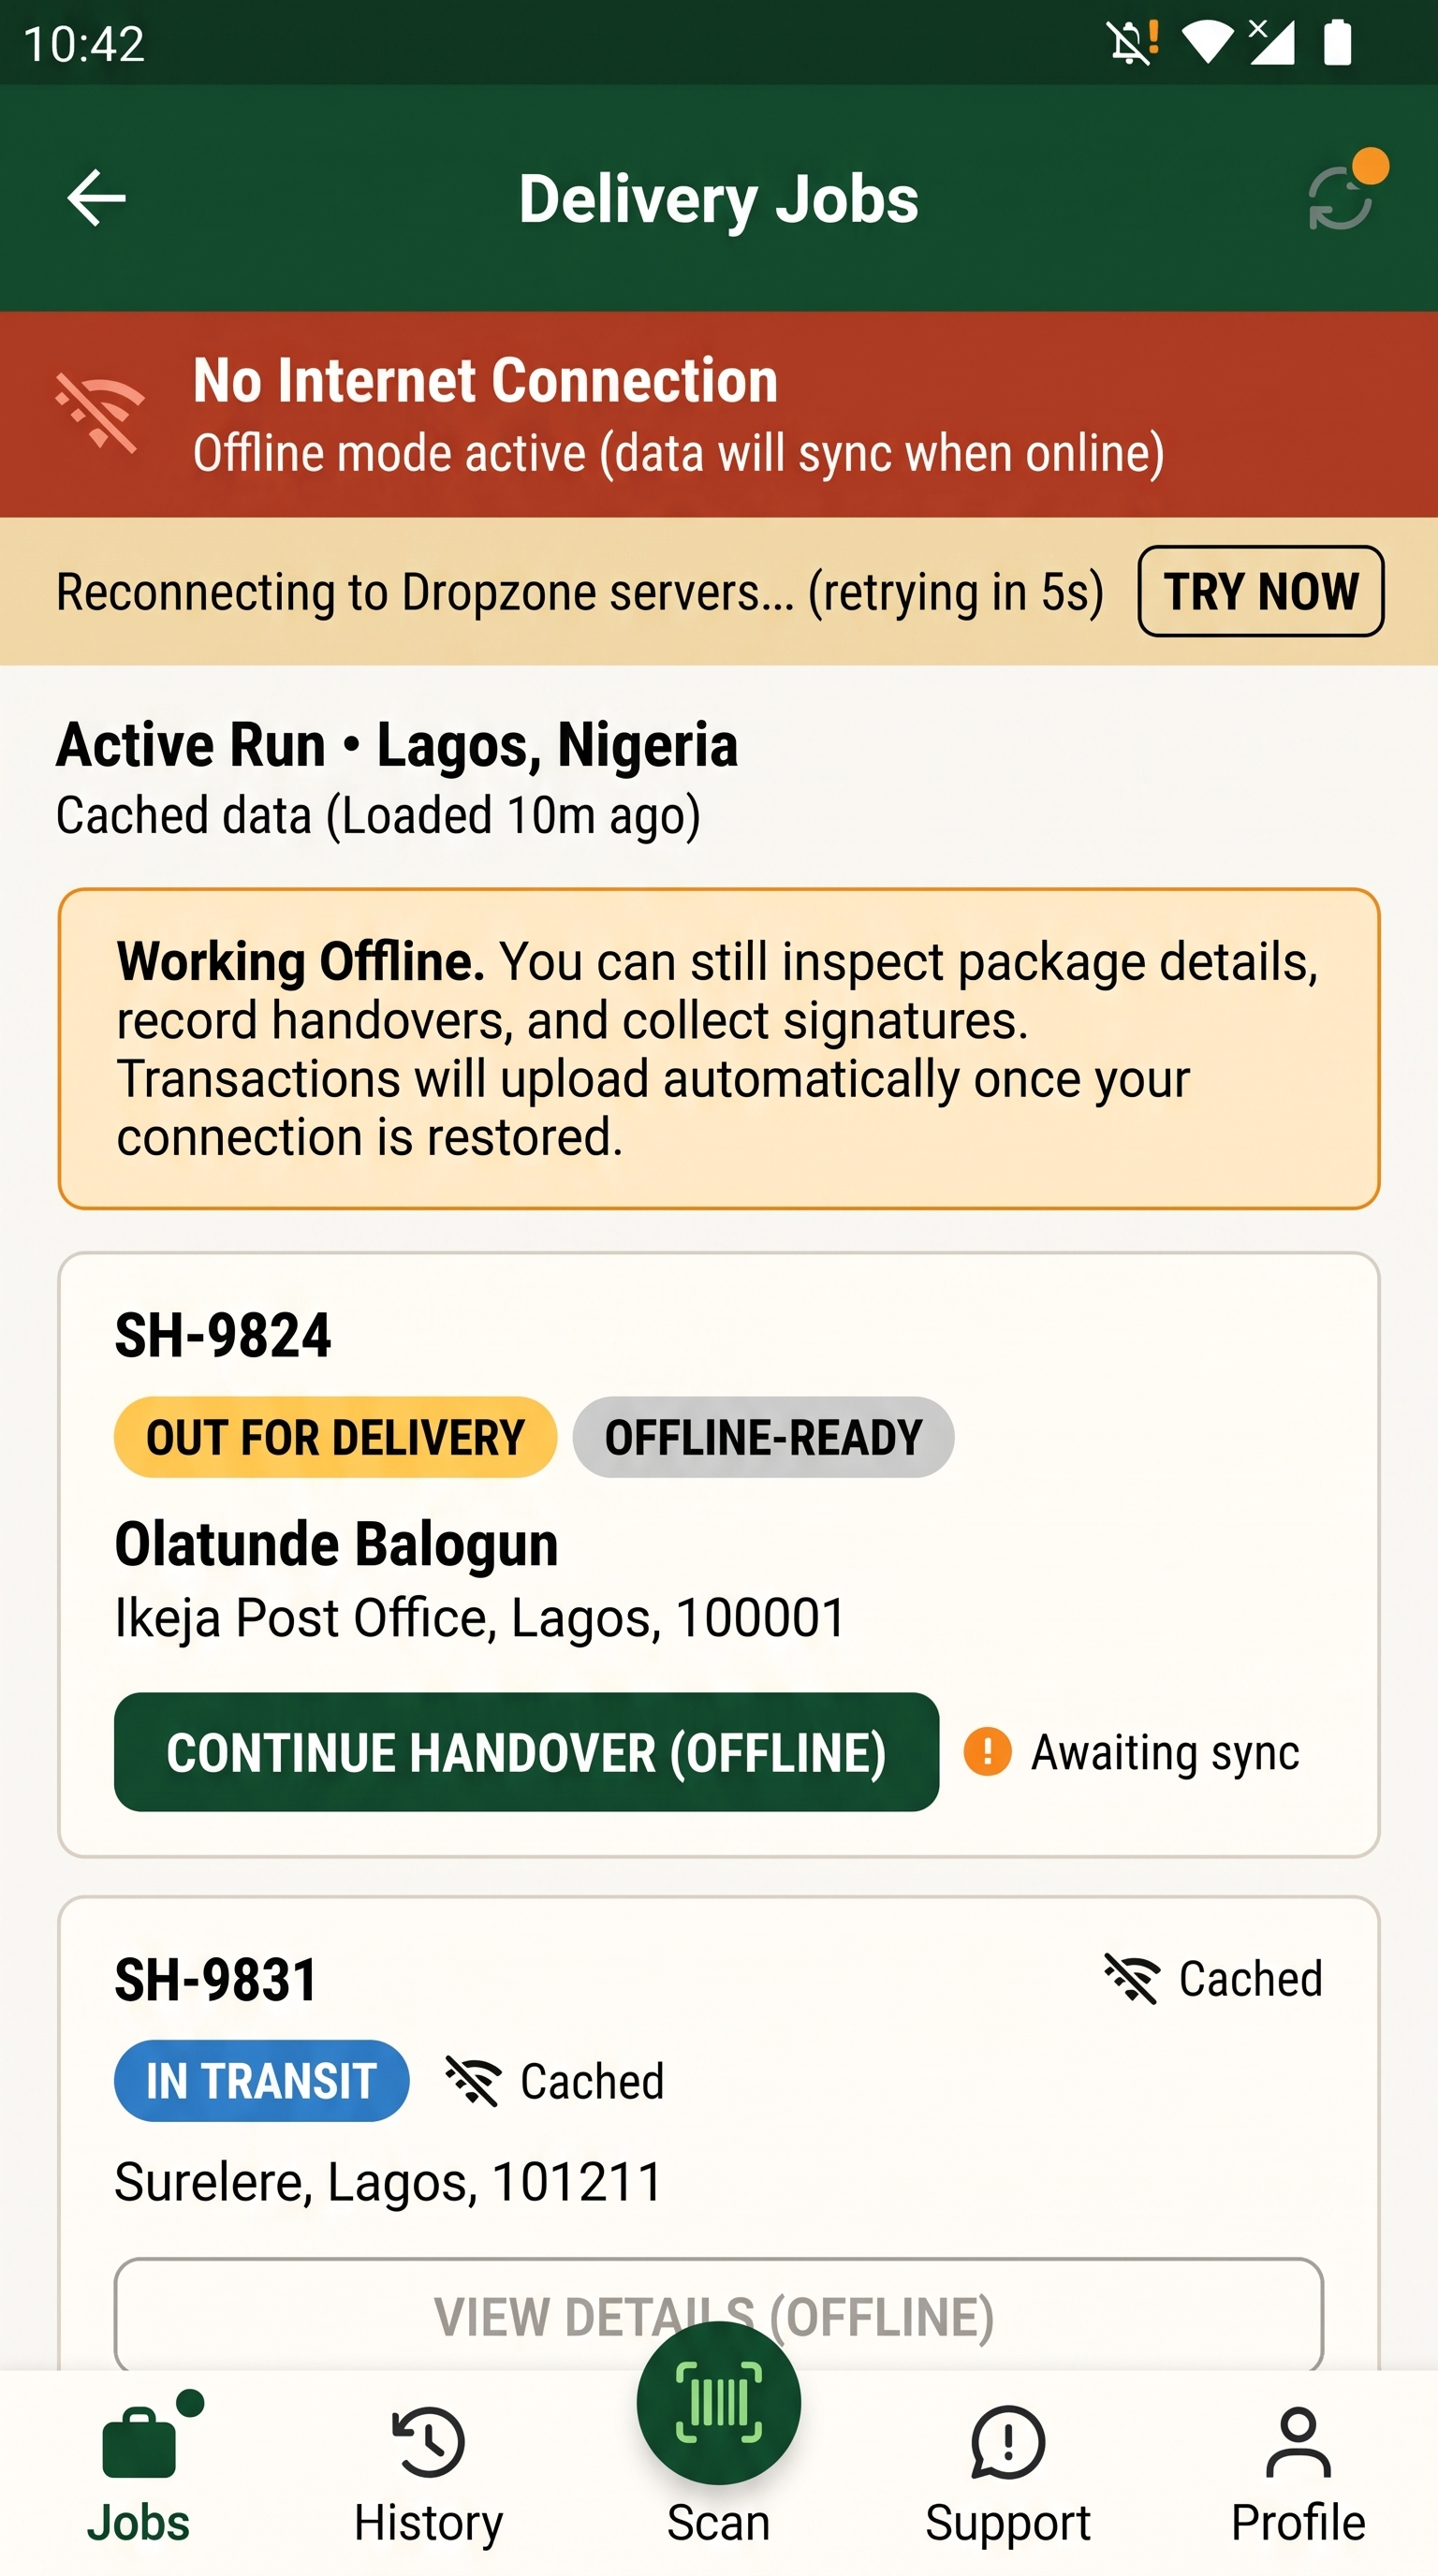 10:42
Delivery Jobs
No Internet Connection
Offline mode active (data will sync when online)
Reconnecting to Dropzone servers... (retrying in 5s)
TRY NOW
Active Run • Lagos, Nigeria
Cached data (Loaded 10m ago)
Working Offline. You can still inspect package details,
record handovers, and collect signatures.
Transactions will upload automatically once your
connection is restored.
SH-9824
OUT FOR DELIVERY
OFFLINE-READY
Olatunde Balogun
Ikeja Post Office, Lagos, 100001
CONTINUE HANDOVER (OFFLINE)
Awaiting sync
SH-9831
Cached
IN TRANSIT
Cached
Surelere, Lagos, 101211
VIEW DETAILS (OFFLINE)
Jobs
History
Scan
Support
Profile